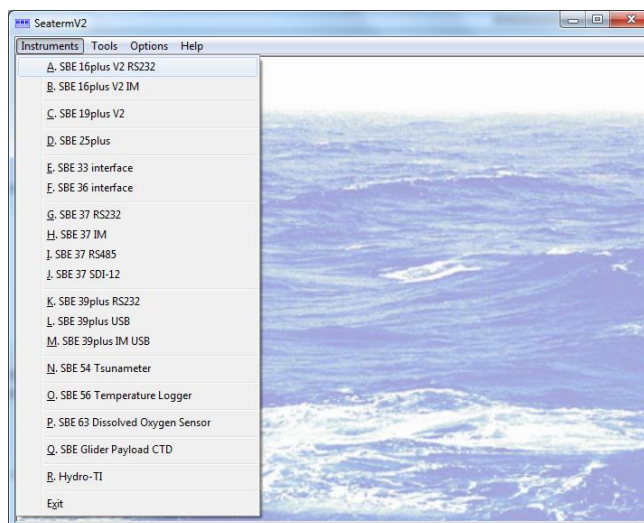 SeatermV2
Instruments Tools Options Help
A. SBE 16plus V2 RS232
B. SBE 16plus V2 IM
C. SBE 19plus V2
D. SBE 25plus
E. SBE 33 interface
F. SBE 36 interface
G. SBE 37 RS232
H. SBE 37 IM
I. SBE 37 RS485
J. SBE 37 SDI-12
K. SBE 39plus RS232
L. SBE 39plus USB
M. SBE 39plus IM USB
N. SBE 54 Tsunameter
O. SBE 56 Temperature Logger
P. SBE 63 Dissolved Oxygen Sensor
Q. SBE Glider Payload CTD
R. Hydro-TI
Exit